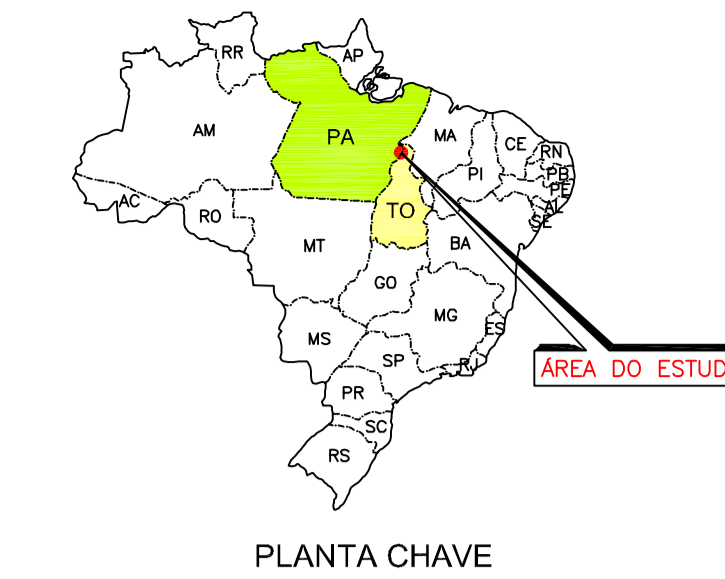 RR
AP
AM
PA
MA
CE
RN
PI
PB
PE
AC
RO
TO
AL
SE
MT
BA
GO
MG
ES
MS
SP
RJ
ÁREA DO ESTUD
PR
SC
RS
PLANTA CHAVE